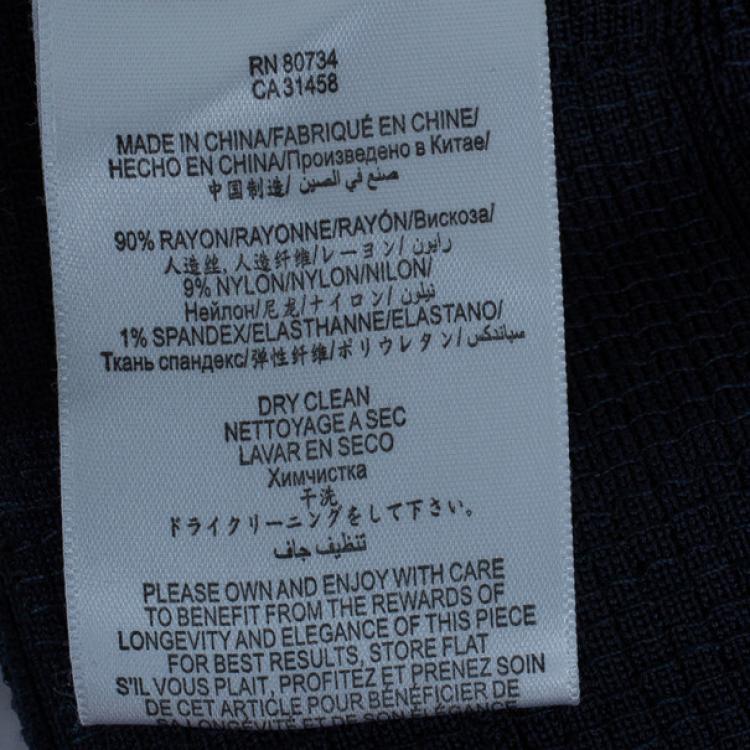 RN 80734
CA 31458
MADE IN CHINA/FABRIQUÉ EN CHINE/
HECHO EN CHINA/Произведено в Китае/
中国制造/ صنع في الصين
90% RAYON/RAYONNE/RAYÓN/Вискоза/
人造丝, 人造纤维/レーヨン/ رايون
9% NYLON/NYLON/NILON/
Нейлон/尼龙/ナイロン/ نيلون
1% SPANDEX/ELASTHANNE/ELASTANO/
Ткань спандекс/弹性纤维/ポリウレタン/ سباندكس
DRY CLEAN
NETTOYAGE A SEC
LAVAR EN SECO
Химчистка
干洗
ドライクリーニングをして下さい。
تنظيف جاف
PLEASE OWN AND ENJOY WITH CARE
TO BENEFIT FROM THE REWARDS OF
LONGEVITY AND ELEGANCE OF THIS PIECE
FOR BEST RESULTS, STORE FLAT
S'IL VOUS PLAIT, PROFITEZ ET PRENEZ SOIN
DE CET ARTICLE POUR BÉNÉFICIER DE
SA LONGÉVITÉ ET DE SON ÉLÉGANCE